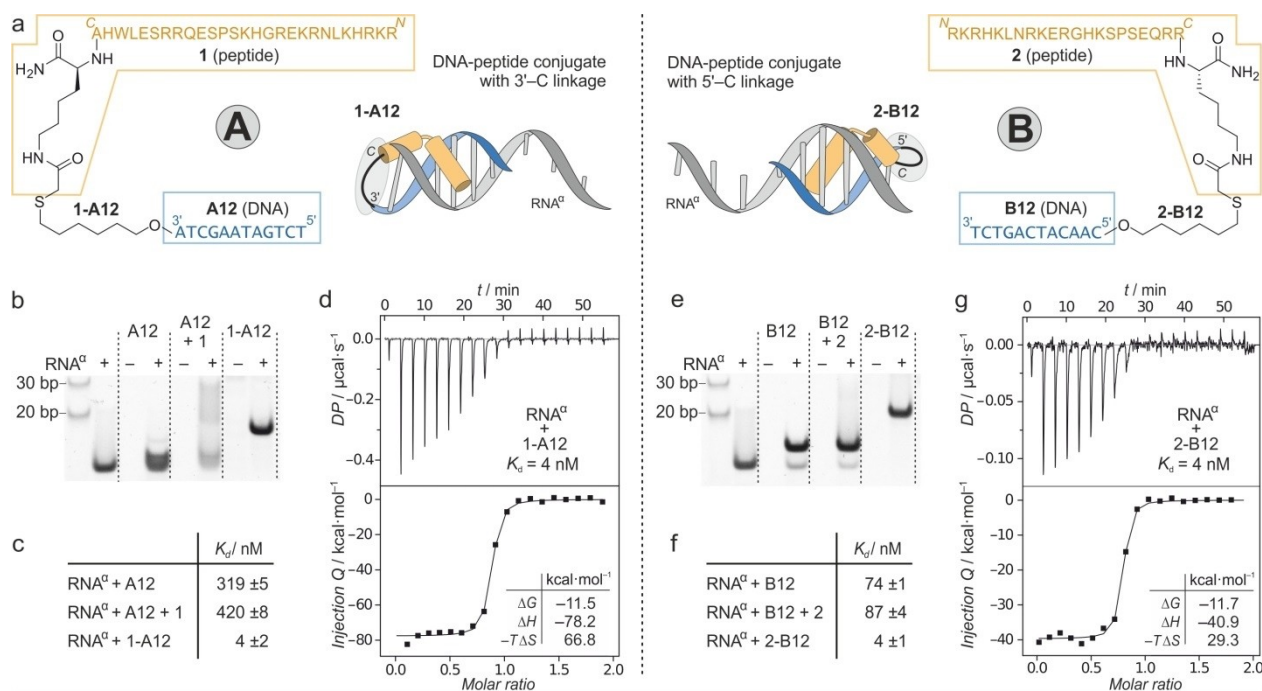 a
C AHWLESRRQESPSKHGREKRNLKHRKR N
1 (peptide)
O
NH
H₂N
DNA-peptide conjugate
with 3'–C linkage
A
1-A12
HN
O
C
3'
RNAα
S
1-A12
O
A12 (DNA)
3' ATCGAATAGTCT 5'
N RKRHKLNRKERGHKSPSEQRR C
2 (peptide)
HN
O
NH₂
DNA-peptide conjugate
with 5'–C linkage
B
2-B12
5'
C
RNAα
NH
O
S
B12 (DNA)
3' TCTGACTACAAC 5'
O
2-B12
b
A12
A12 + 1
1-A12
RNAα + – + – + – +
30 bp
20 bp
c
Kd / nM
RNAα + A12 319 ±5
RNAα + A12 + 1 420 ±8
RNAα + 1-A12 4 ±2
d
t / min
0 10 20 30 40 50
DP / µcal·s⁻¹
0.0
−0.2
−0.4
RNAα
+
1-A12
Kd = 4 nM
Injection Q / kcal·mol⁻¹
0
−20
−40
−60
−80
kcal·mol⁻¹
ΔG −11.5
ΔH −78.2
−TΔS 66.8
0.0 0.5 1.0 1.5 2.0
Molar ratio
e
B12
B12 + 2
2-B12
RNAα + – + – + – +
30 bp
20 bp
f
Kd / nM
RNAα + B12 74 ±1
RNAα + B12 + 2 87 ±4
RNAα + 2-B12 4 ±1
g
t / min
0 10 20 30 40 50
DP / µcal·s⁻¹
0.00
−0.05
−0.10
RNAα
+
2-B12
Kd = 4 nM
Injection Q / kcal·mol⁻¹
0
−10
−20
−30
−40
kcal·mol⁻¹
ΔG −11.7
ΔH −40.9
−TΔS 29.3
0.0 0.5 1.0 1.5 2.0
Molar ratio